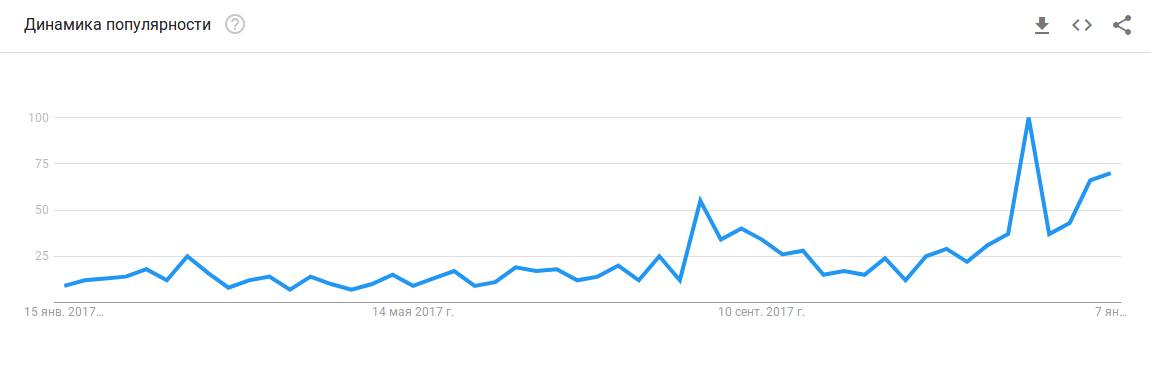 Динамика популярности
100
75
50
25
15 янв. 2017…
14 мая 2017 г.
10 сент. 2017 г.
7 ян…